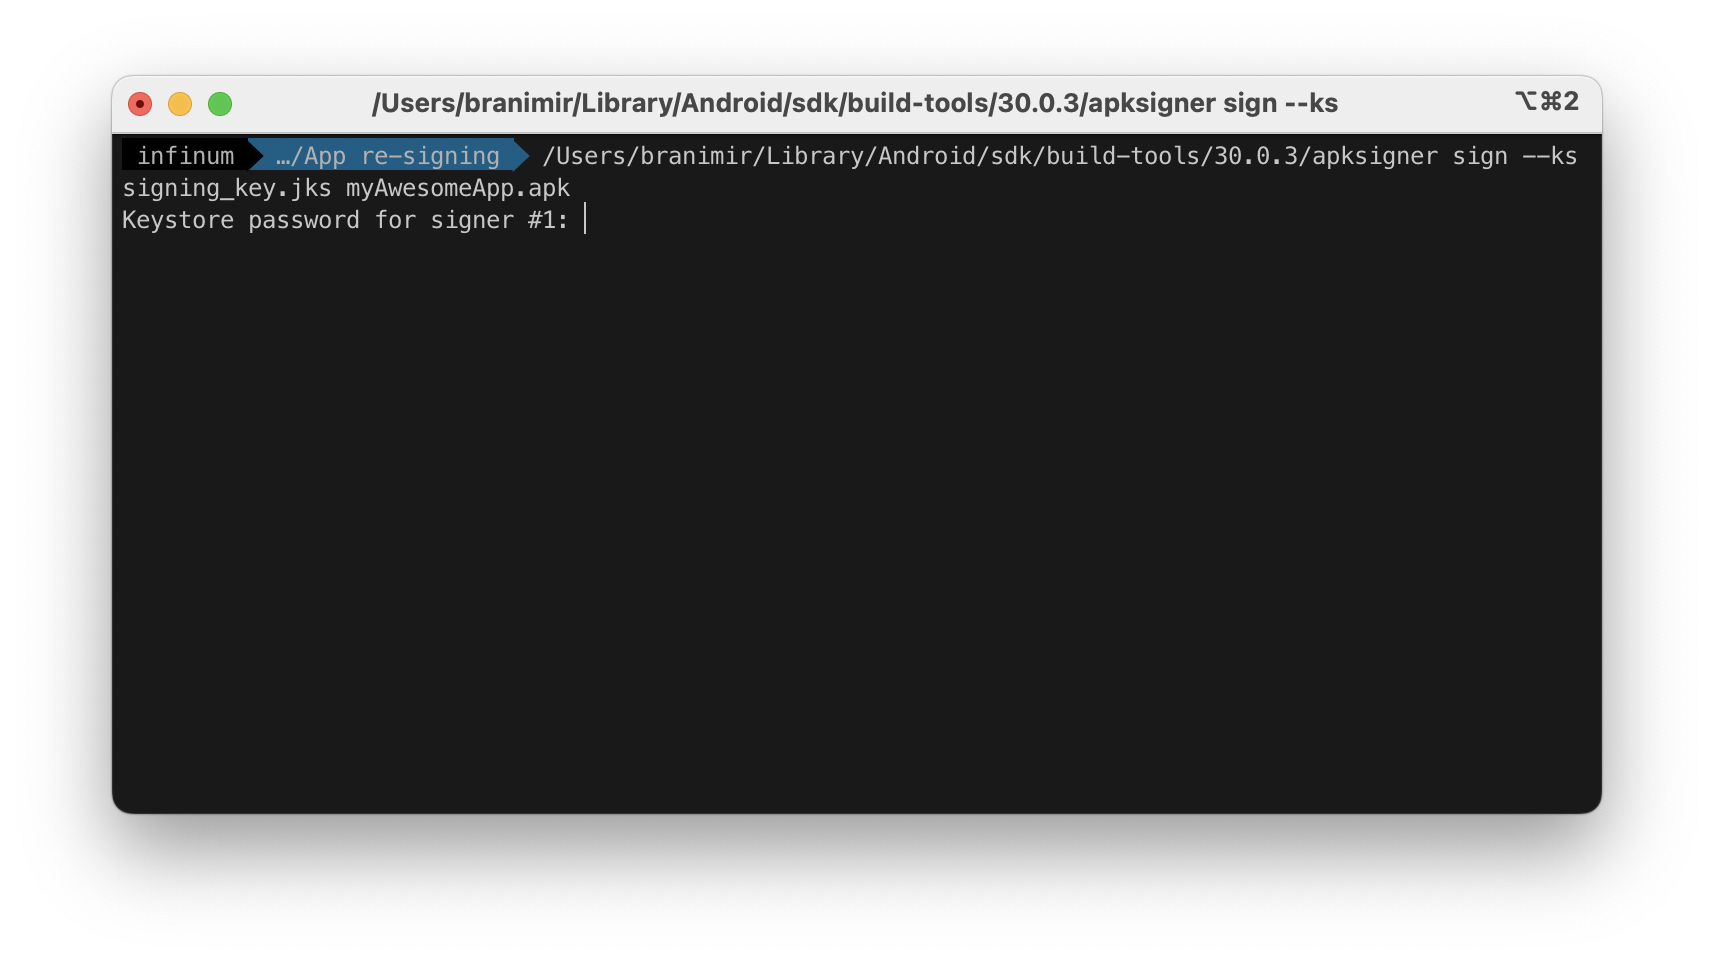 /Users/branimir/Library/Android/sdk/build-tools/30.0.3/apksigner sign --ks ⌥⌘2
infinum …/App re-signing /Users/branimir/Library/Android/sdk/build-tools/30.0.3/apksigner sign --ks
signing_key.jks myAwesomeApp.apk
Keystore password for signer #1: